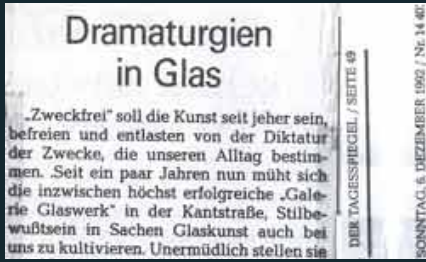 Dramaturgien
in Glas
„Zweckfrei" soll die Kunst seit jeher sein,
befreien und entlasten von der Diktatur
der Zwecke, die unseren Alltag bestim-
men. Seit ein paar Jahren nun müht sich
die inzwischen höchst erfolgreiche „Gale-
rie Glaswerk" in der Kantstraße, Stilbe-
wußtsein in Sachen Glaskunst auch bei
uns zu kultivieren. Unermüdlich stellen sie
DER TAGESSPIEGEL / SEITE 49
SONNTAG, 6. DEZEMBER 1992 / Nr. 14 40